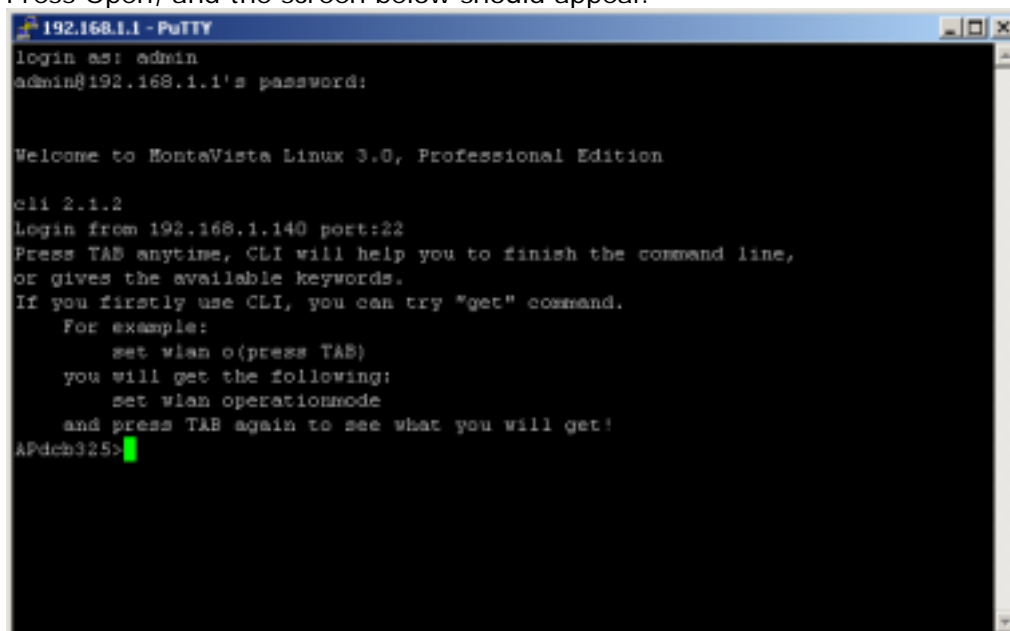 Press Open, and the screen below should appear.
192.168.1.1 - PuTTY
login as: admin
admin@192.168.1.1's password:
Welcome to MontaVista Linux 3.0, Professional Edition
cli 2.1.2
Login from 192.168.1.140 port:22
Press TAB anytime, CLI will help you to finish the command line,
or gives the available keywords.
If you firstly use CLI, you can try "get" command.
For example:
set wlan o(press TAB)
you will get the following:
set wlan operationmode
and press TAB again to see what you will get!
APdcb325>